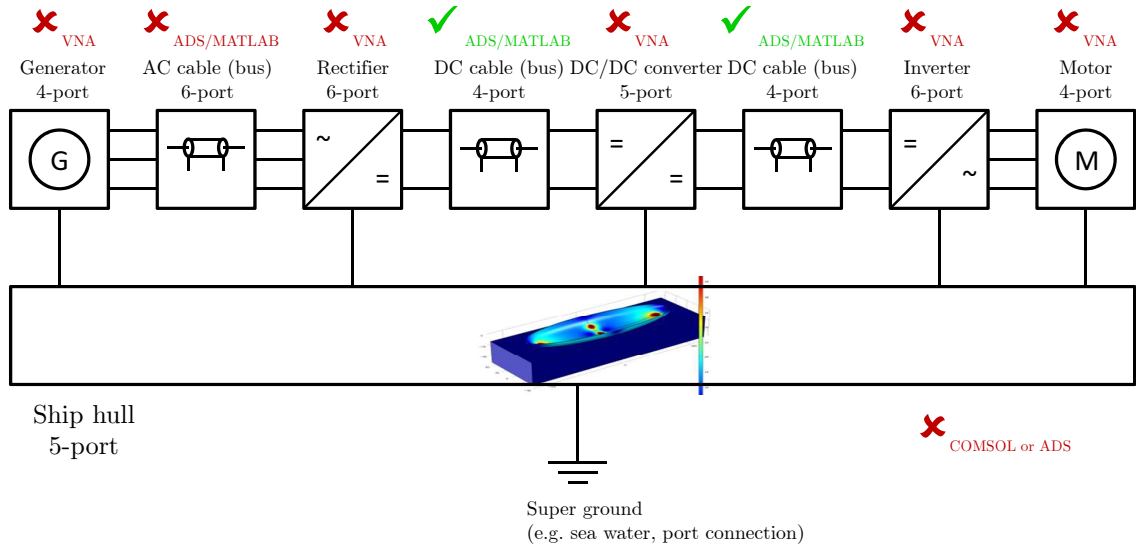 VNA
ADS/MATLAB
VNA
ADS/MATLAB
VNA
ADS/MATLAB
VNA
VNA
Generator
4-port
AC cable (bus)
6-port
Rectifier
6-port
DC cable (bus)
4-port
DC/DC converter
5-port
DC cable (bus)
4-port
Inverter
6-port
Motor
4-port
G
~
=
=
=
=
~
M
Ship hull
5-port
COMSOL or ADS
Super ground
(e.g. sea water, port connection)